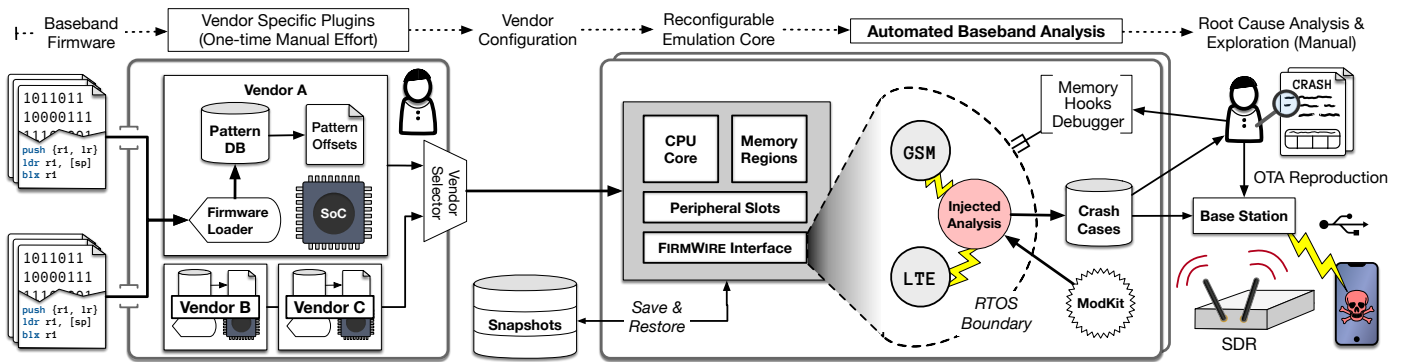 Baseband
Firmware
Vendor Specific Plugins
(One-time Manual Effort)
Vendor
Configuration
Reconfigurable
Emulation Core
Automated Baseband Analysis
Root Cause Analysis &
Exploration (Manual)
1011011
10000111
push {r1, lr}
ldr r1, [sp]
blx r1
1011011
10000111
push {r1, lr}
ldr r1, [sp]
blx r1
Vendor A
Pattern
DB
Pattern
Offsets
Firmware
Loader
SoC
Vendor B
Vendor C
Vendor
Selector
Snapshots
Save &
Restore
CPU
Core
Memory
Regions
Peripheral Slots
FIRMWIRE Interface
GSM
Injected
Analysis
LTE
RTOS
Boundary
ModKit
Memory
Hooks
Debugger
Crash
Cases
CRASH
OTA Reproduction
Base Station
SDR